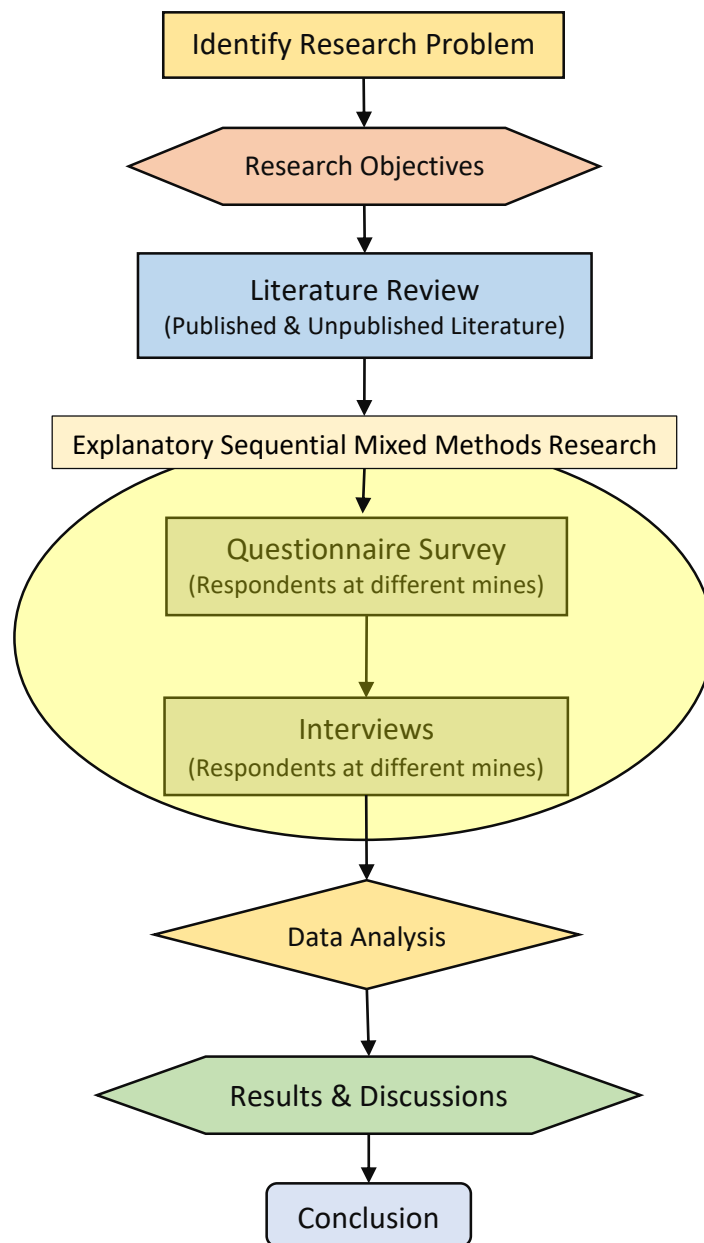 Identify Research Problem
Research Objectives
Literature Review
(Published & Unpublished Literature)
Explanatory Sequential Mixed Methods Research
Questionnaire Survey
(Respondents at different mines)
Interviews
(Respondents at different mines)
Data Analysis
Results & Discussions
Conclusion